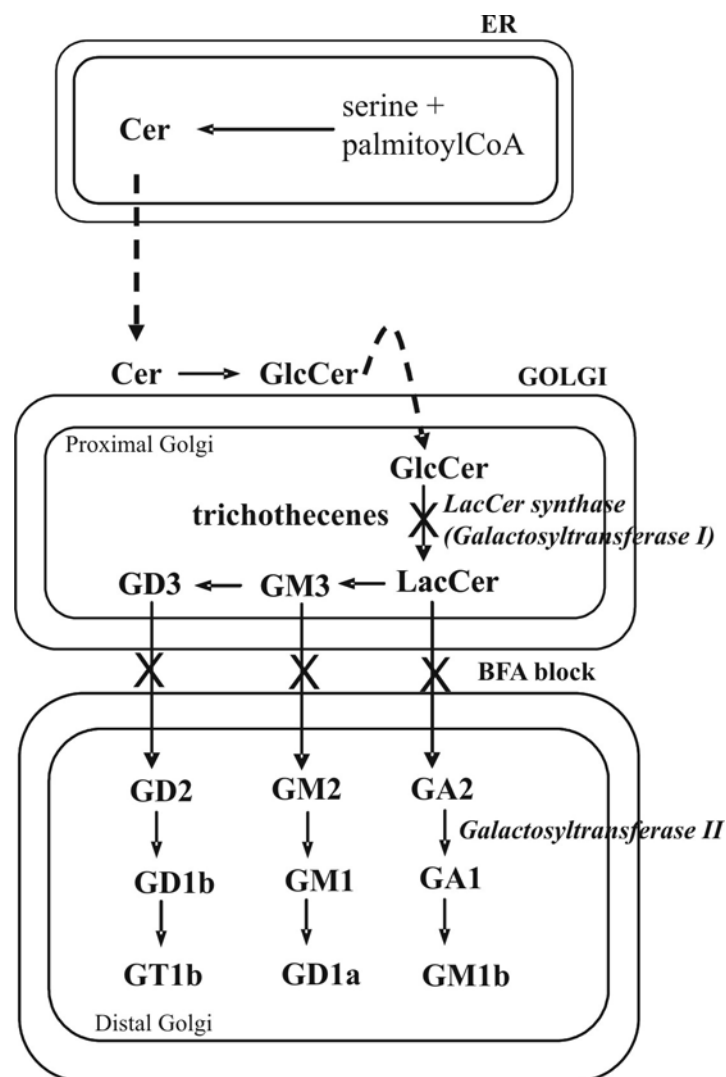 ER
Cer
serine +
palmitoylCoA
Cer
GlcCer
GOLGI
Proximal Golgi
GlcCer
trichothecenes
X
LacCer synthase
(Galactosyltransferase I)
GD3
GM3
LacCer
X
X
X
BFA block
GD2
GM2
GA2
Galactosyltransferase II
GD1b
GM1
GA1
GT1b
GD1a
GM1b
Distal Golgi